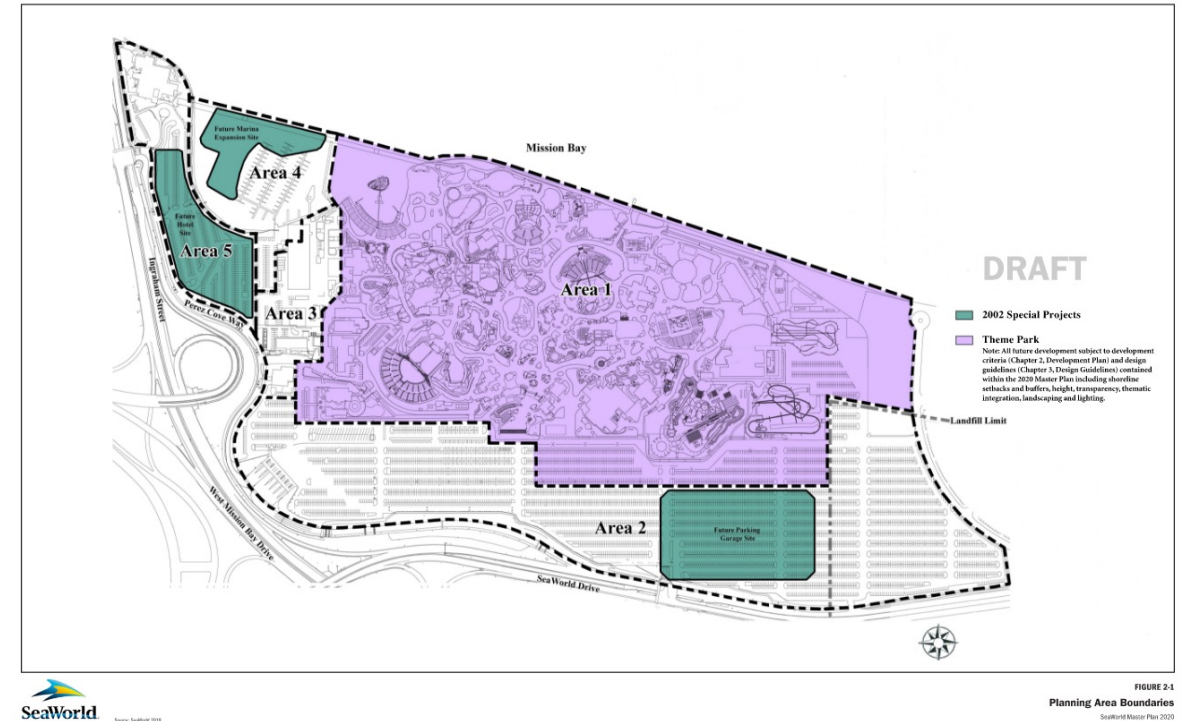 Mission Bay
Future Marina
Expansion Site
Area 4
Future
Hotel
Site
Area 5
Ingraham Street
Perez Cove Way
Area 3
Area 1
DRAFT
2002 Special Projects
Theme Park
Note: All future development subject to development
criteria (Chapter 2, Development Plan) and design
guidelines (Chapter 3, Design Guidelines) contained
within the 2020 Master Plan including shoreline
setbacks and buffers, height, transparency, thematic
integration, landscaping and lighting.
Landfill Limit
West Mission Bay Drive
Area 2
Future Parking
Garage Site
SeaWorld Drive
SeaWorld
FIGURE 2-1
Planning Area Boundaries
SeaWorld Master Plan 2020